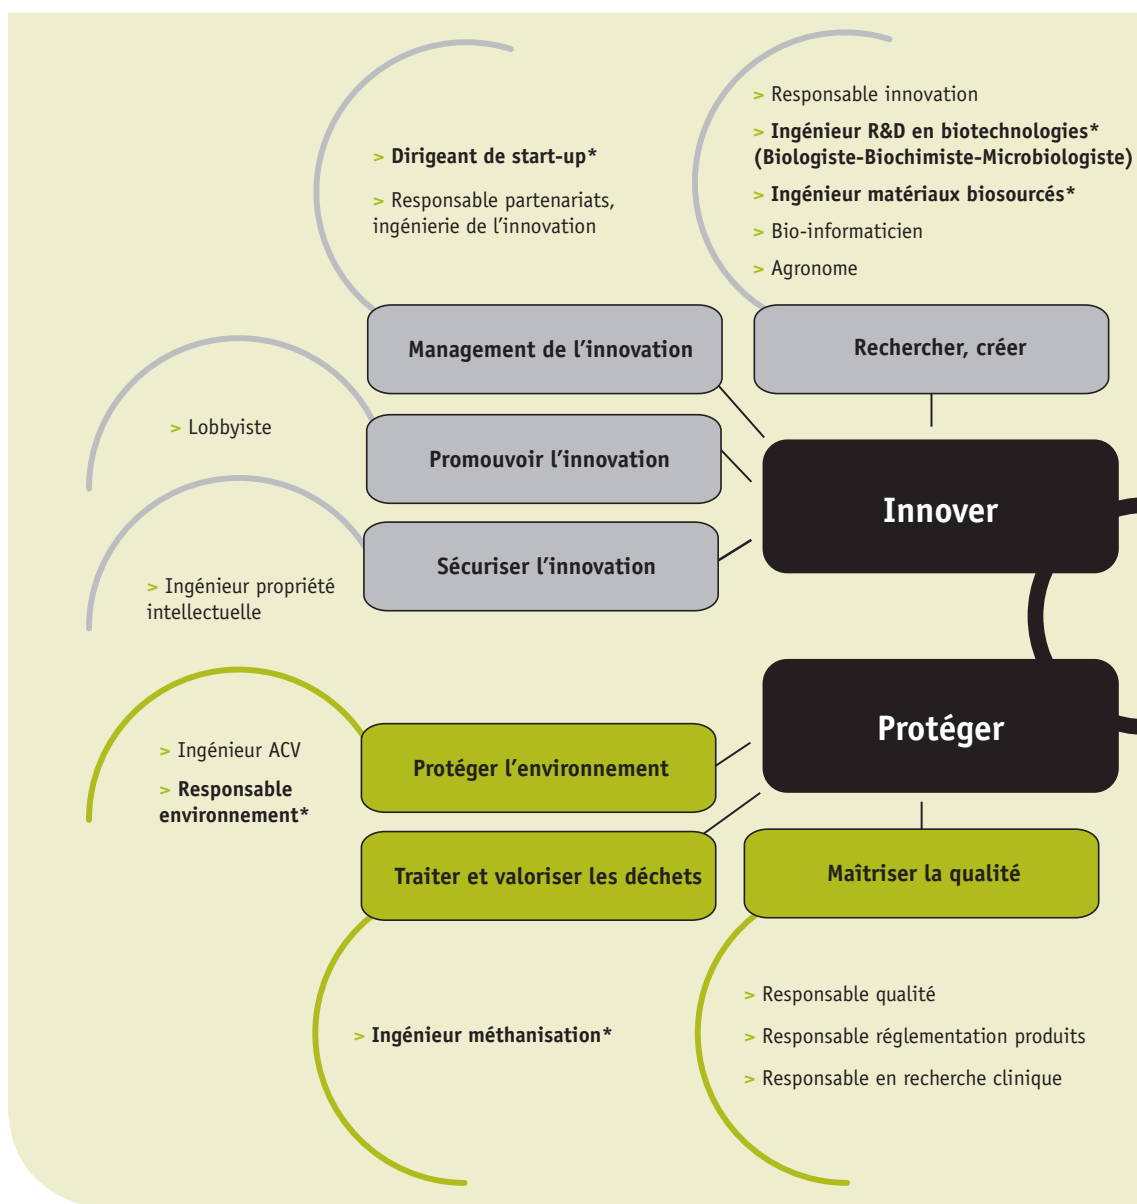 > Dirigeant de start-up*
> Responsable partenariats,
ingénierie de l’innovation
Management de l’innovation
> Responsable innovation
> Ingénieur R&D en biotechnologies*
(Biologiste-Biochimiste-Microbiologiste)
> Ingénieur matériaux biosourcés*
> Bio-informaticien
> Agronome
Rechercher, créer
> Lobbyiste
Promouvoir l’innovation
Innover
> Ingénieur propriété
intellectuelle
Sécuriser l’innovation
Protéger
> Ingénieur ACV
> Responsable
environnement*
Protéger l’environnement
Traiter et valoriser les déchets
> Ingénieur méthanisation*
Maîtriser la qualité
> Responsable qualité
> Responsable réglementation produits
> Responsable en recherche clinique